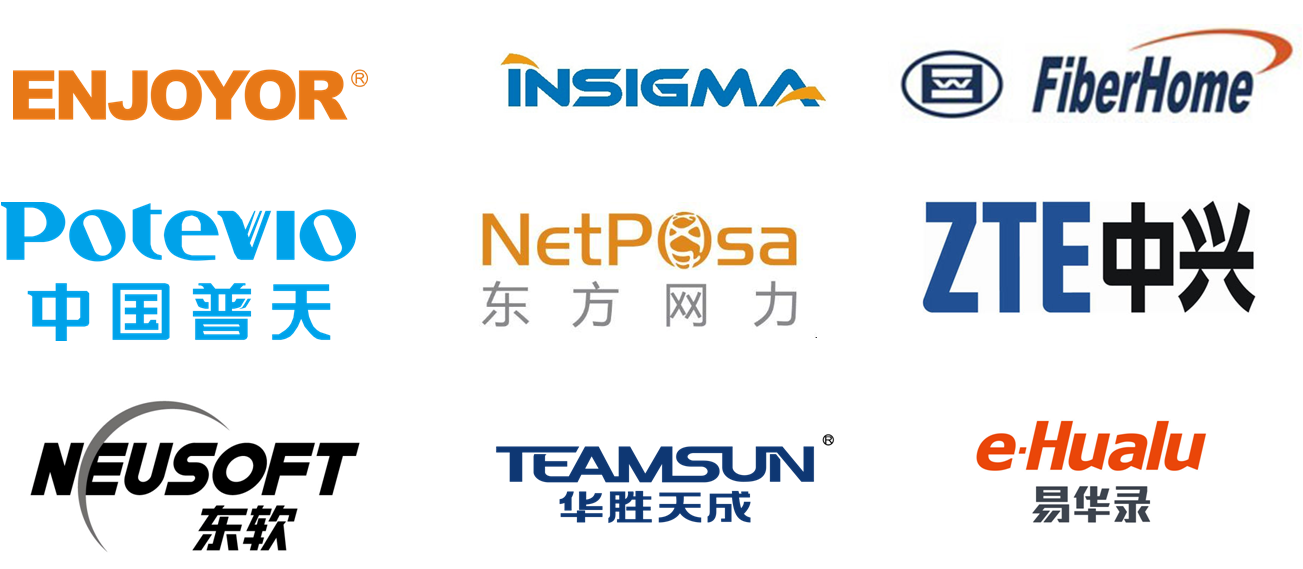 ENJOYOR®
INSIGMA
FiberHome
Potevio
中国普天
NetPosa
东方网力
ZTE中兴
NEUSOFT
东软
TEAMSUN®
华胜天成
e·Hualu
易华录